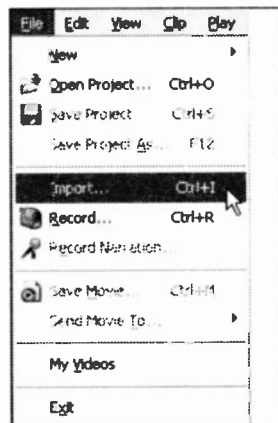 File Edit View Clip Play
New
Open Project... Ctrl+O
Save Project Ctrl+S
Save Project As... F12
Import... Ctrl+I
Record... Ctrl+R
Record Narration...
Save Movie... Ctrl+M
Send Movie To...
My Videos
Exit